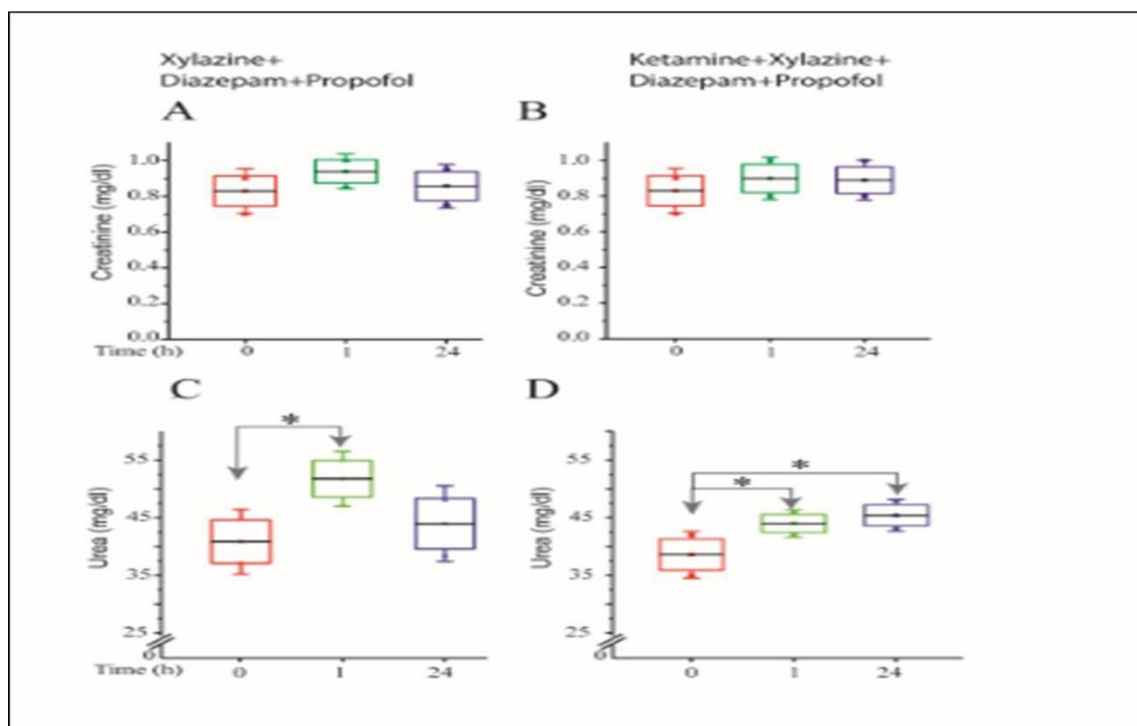 Xylazine+
Diazepam+Propofol
Ketamine+Xylazine+
Diazepam+Propofol
A
B
Creatinine (mg/dl)
1.0
0.8
0.6
0.4
0.2
0.0
Time (h)
0
1
24
Creatinine (mg/dl)
1.0
0.8
0.6
0.4
0.2
0.0
0
1
24
C
D
*
Urea (mg/dl)
55
45
35
25
0
Time (h)
0
1
24
*
*
Urea (mg/dl)
55
45
35
25
0
0
1
24